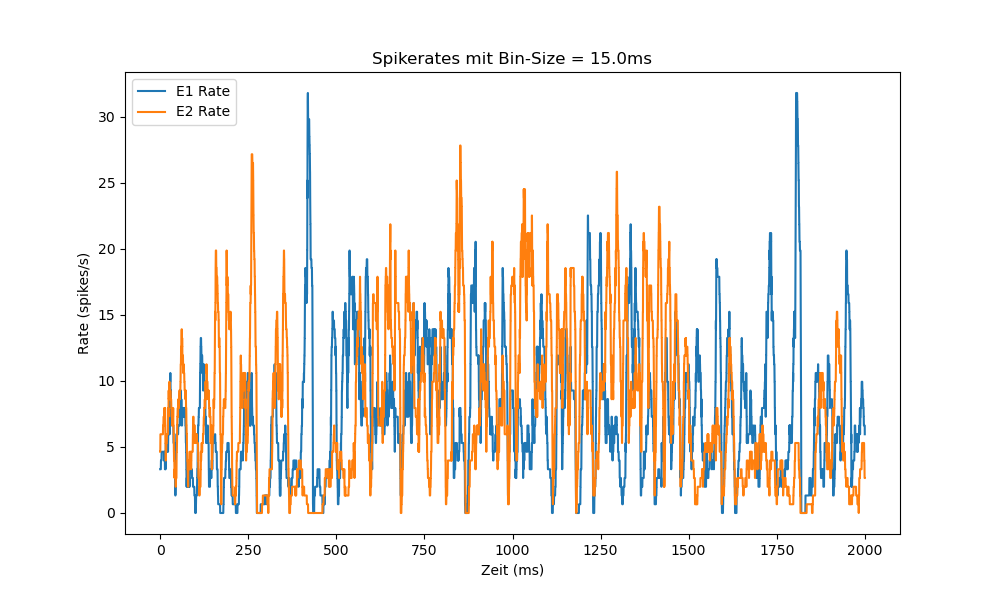 Spikerates mit Bin-Size = 15.0ms
E1 Rate
E2 Rate
30
25
20
15
10
5
0
Rate (spikes/s)
0 250 500 750 1000 1250 1500 1750 2000
Zeit (ms)